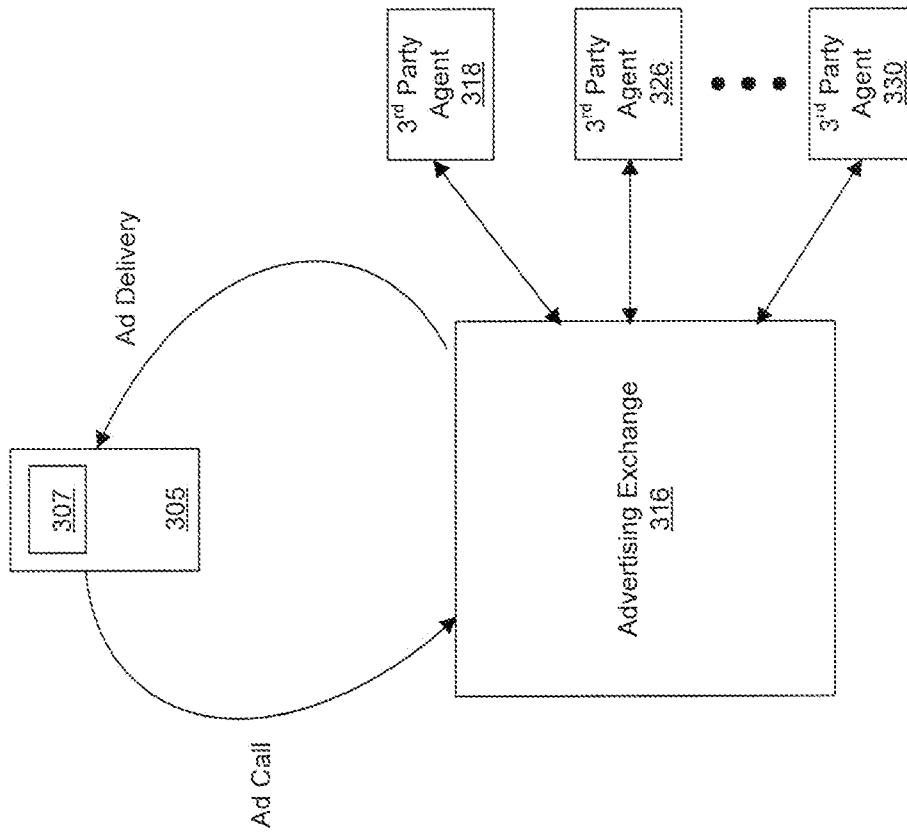 Ad Call
Ad Delivery
307
305
Advertising Exchange
316
3rd Party
Agent
318
3rd Party
Agent
326
3rd Party
Agent
330